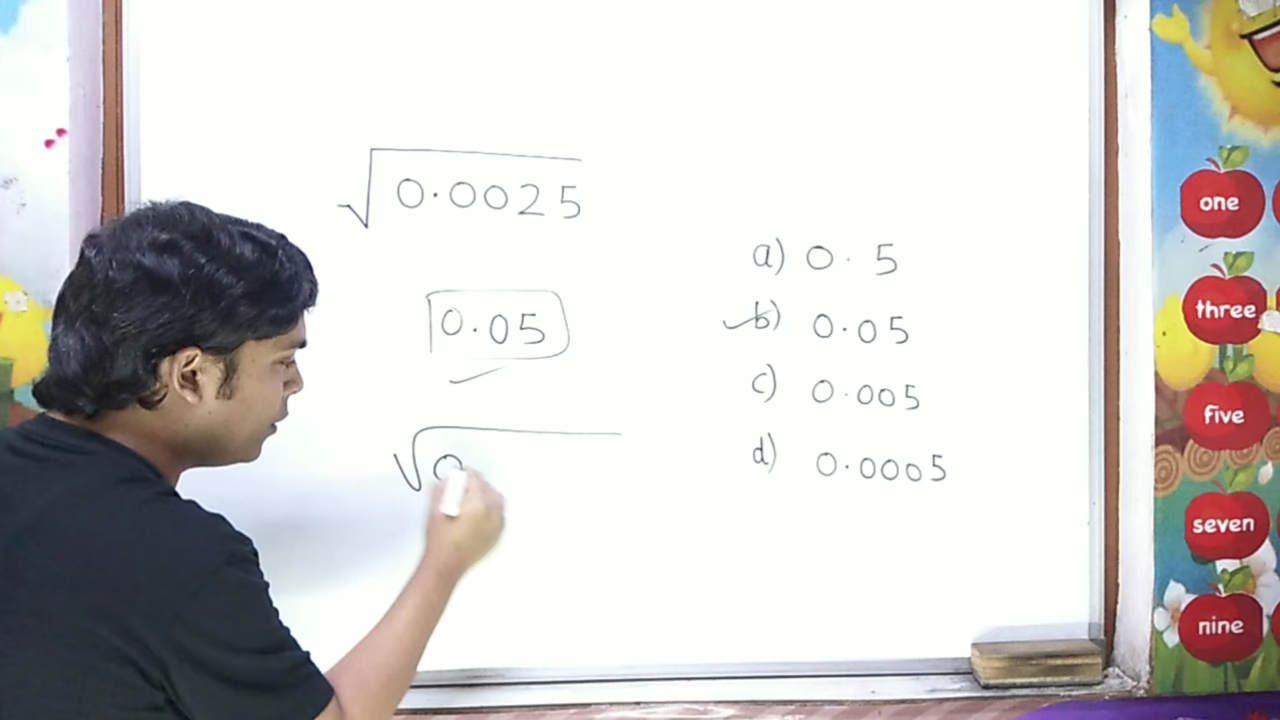 √0.0025
0.05
√0
a) 0.5
b) 0.05
c) 0.005
d) 0.0005
one
three
five
seven
nine